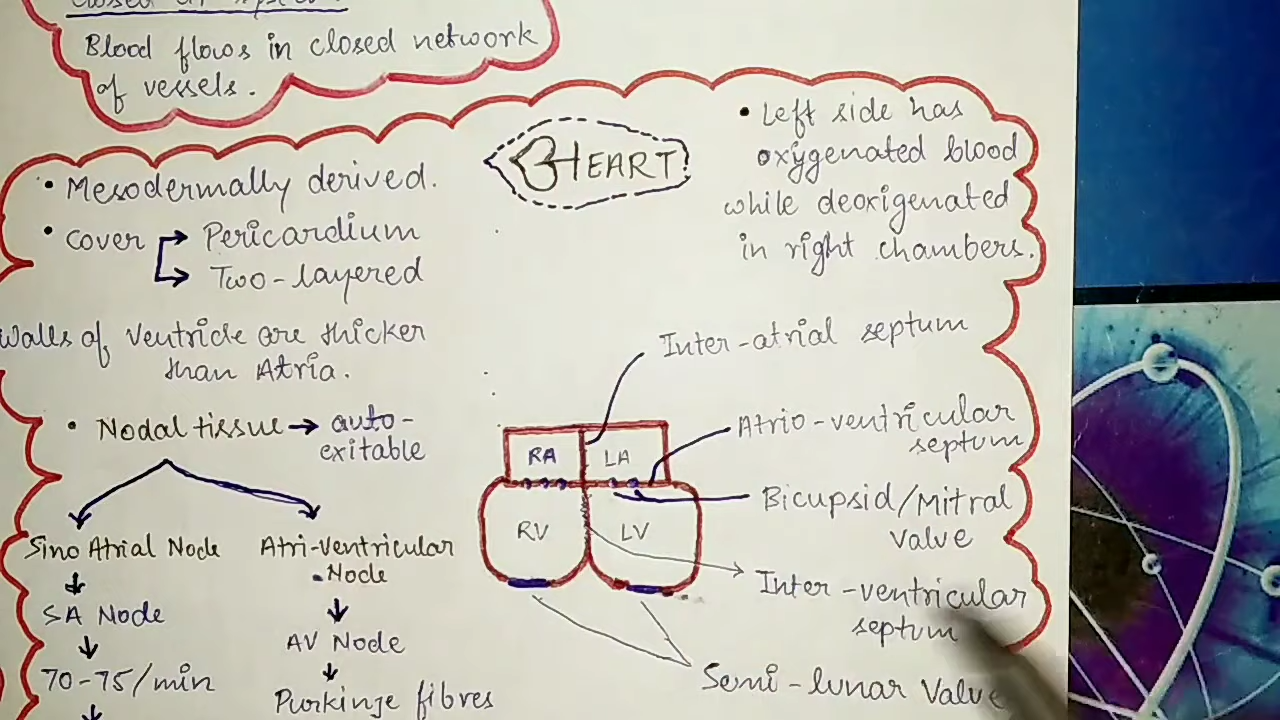 Blood flows in closed network
of vessels.
HEART
• Mesodermally derived.
• Cover → Pericardium
→ Two-layered
Walls of Ventricle are thicker
than Atria.
• Nodal tissue → auto-
exitable
Sino Atrial Node
SA Node
70-75/min
Atri-ventricular
Node
AV Node
Purkinje fibres
• Left side has
oxygenated blood
while deoxigenated
in right chambers.
Inter-atrial septum
Atrio-ventricular
septum
Bicupsid/Mitral
valve
Inter-ventricular
septum
Semi-lunar Valve
RA
LA
RV
LV